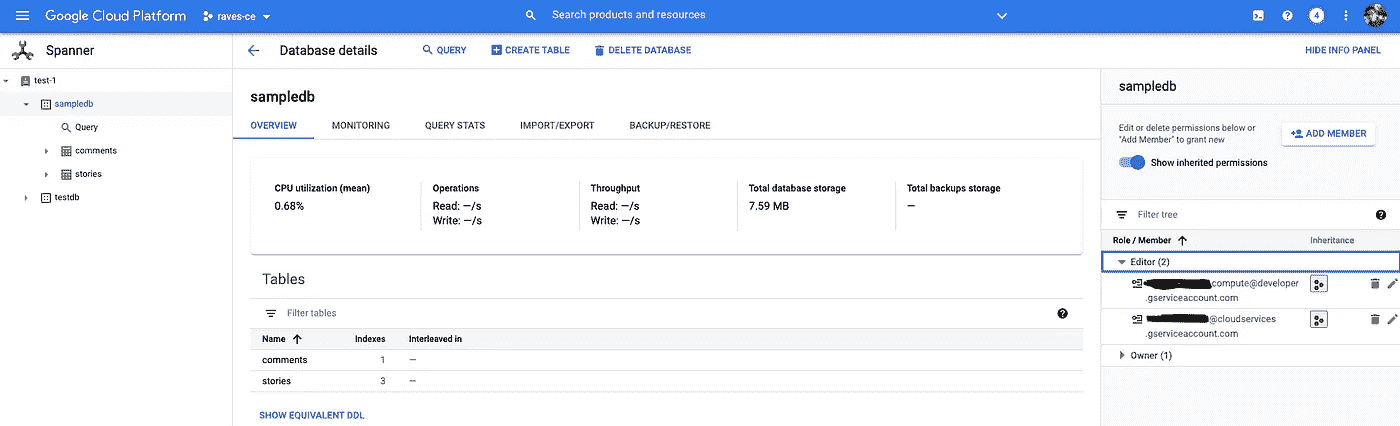 Google Cloud Platform
raves-ce
Search products and resources
4
Spanner
Database details
QUERY
CREATE TABLE
DELETE DATABASE
HIDE INFO PANEL
test-1
sampledb
Query
comments
stories
testdb
sampledb
OVERVIEW
MONITORING
QUERY STATS
IMPORT/EXPORT
BACKUP/RESTORE
CPU utilization (mean)
0.68%
Operations
Read: —/s
Write: —/s
Throughput
Read: —/s
Write: —/s
Total database storage
7.59 MB
Total backups storage
—
Tables
Filter tables
Name Indexes Interleaved in
comments 1 —
stories 3 —
SHOW EQUIVALENT DDL
sampledb
Edit or delete permissions below or
"Add Member" to grant new
ADD MEMBER
Show inherited permissions
Filter tree
Role / Member Inheritance
Editor (2)
compute@developer
.gserviceaccount.com
@cloudservices
.gserviceaccount.com
Owner (1)